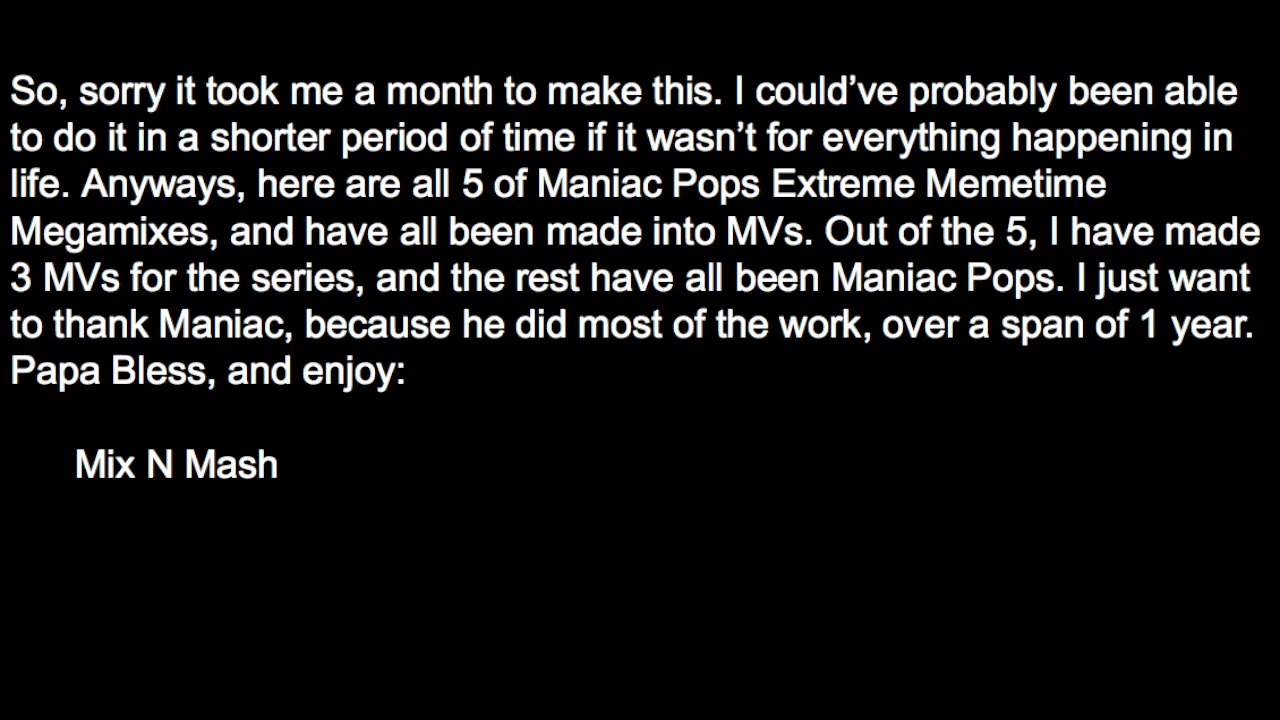 So, sorry it took me a month to make this. I could’ve probably been able
to do it in a shorter period of time if it wasn’t for everything happening in
life. Anyways, here are all 5 of Maniac Pops Extreme Memetime
Megamixes, and have all been made into MVs. Out of the 5, I have made
3 MVs for the series, and the rest have all been Maniac Pops. I just want
to thank Maniac, because he did most of the work, over a span of 1 year.
Papa Bless, and enjoy:
Mix N Mash